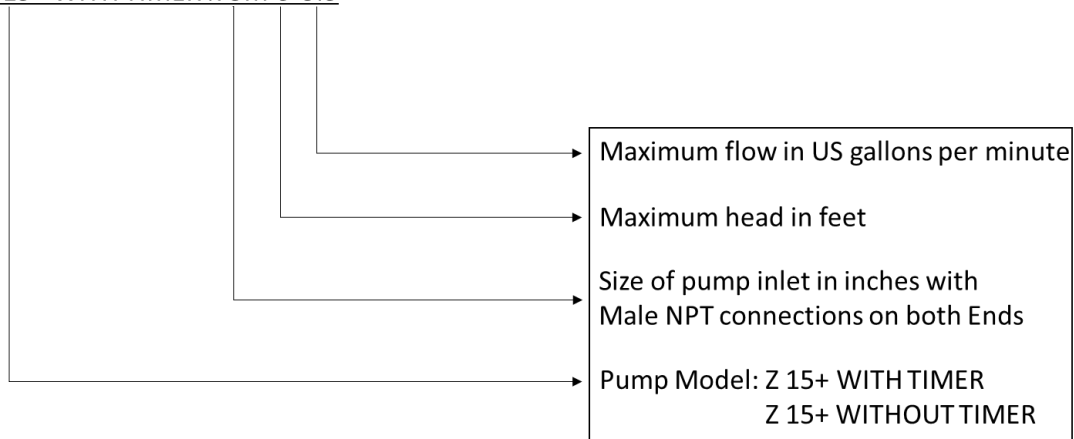 Maximum flow in US gallons per minute
Maximum head in feet
Size of pump inlet in inches with
Male NPT connections on both Ends
Pump Model: Z 15+ WITH TIMER
Z 15+ WITHOUT TIMER